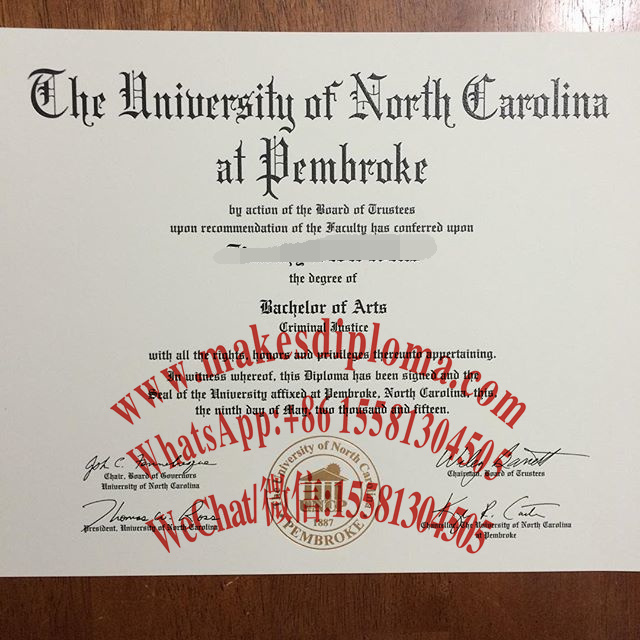 The University of North Carolina
at Pembroke
by action of the Board of Trustees
upon recommendation of the Faculty has conferred upon
the degree of
Bachelor of Arts
Criminal Justice
with all the rights, honors and privileges thereunto appertaining.
In witness whereof, this Diploma has been signed and the
Seal of the University affixed at Pembroke, North Carolina, this,
the ninth day of May, two thousand and fifteen.
www.makesdiploma.com
WhatsApp:+86 15581304505
WeChat/微信:15581304505
Chair, Board of Governors
University of North Carolina
Chairman, Board of Trustees
President, University of North Carolina
Chancellor, The University of North Carolina
at Pembroke
University of North Carolina
1887
PEMBROKE